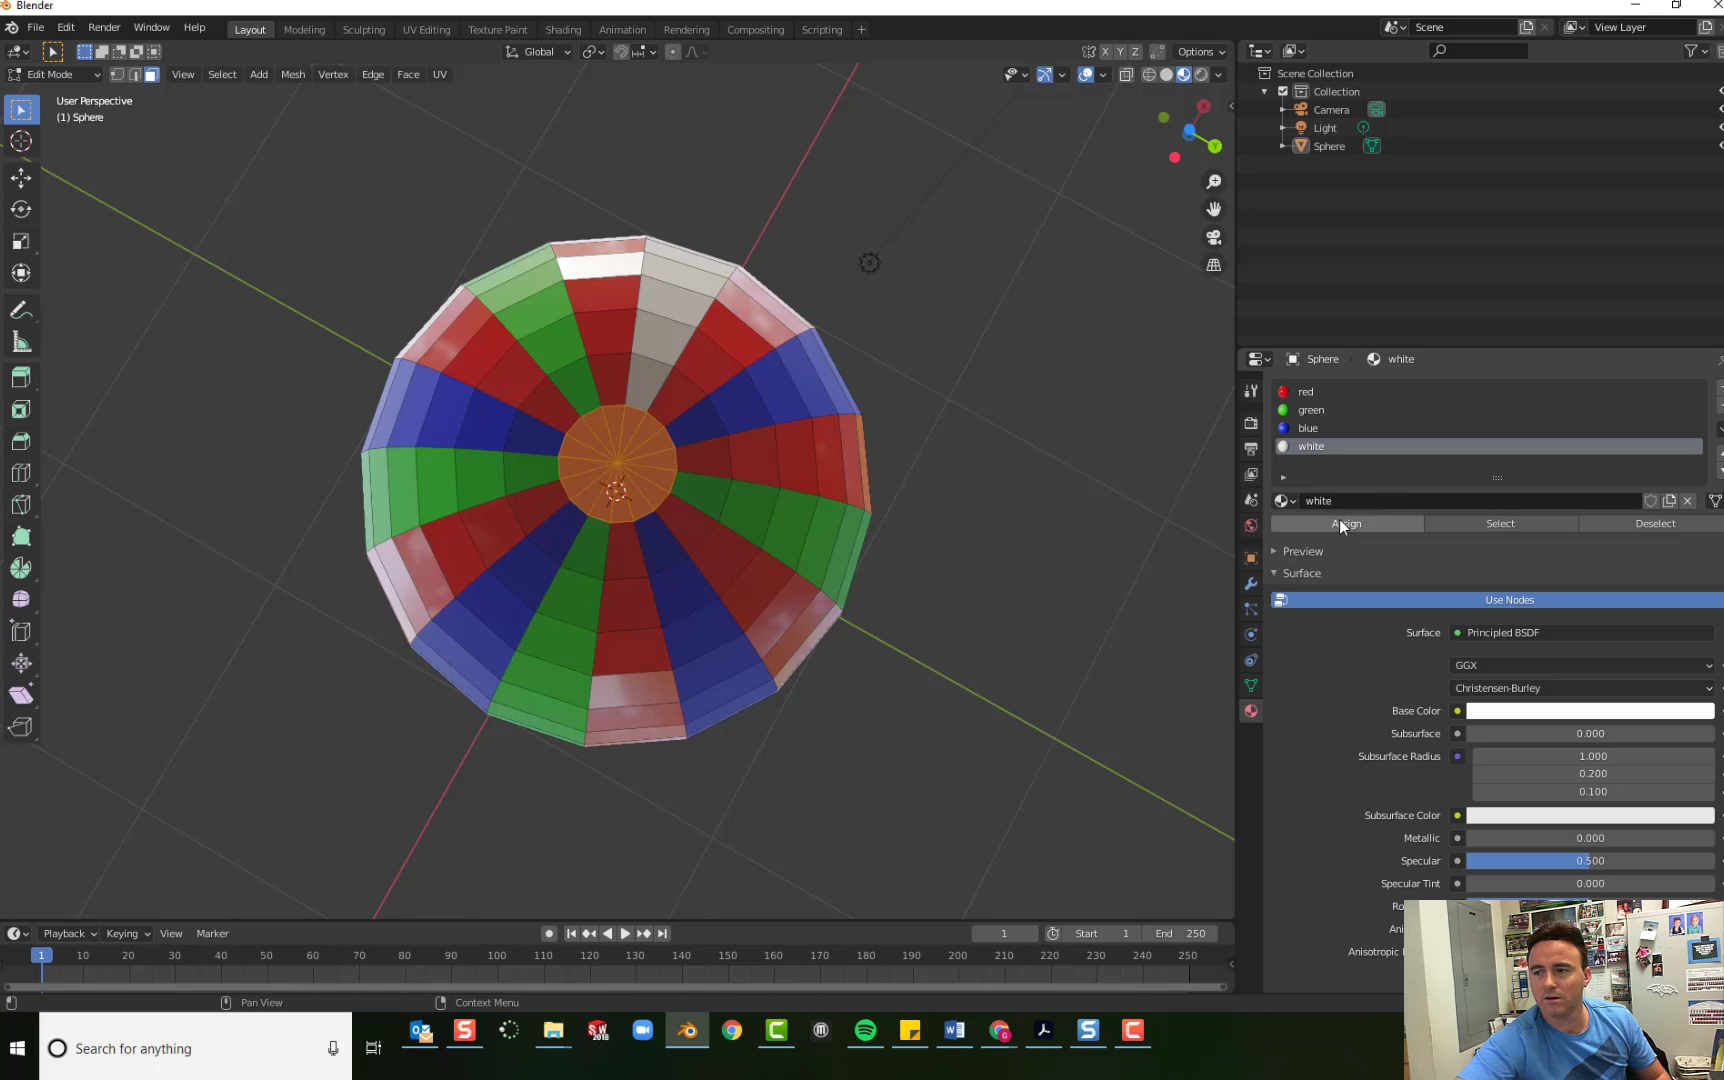 Blender
File Edit Render Window Help
Layout Modeling Sculpting UV Editing Texture Paint Shading Animation Rendering Compositing Scripting +
Scene
View Layer
Global
X Y Z
Options
Edit Mode
View Select Add Mesh Vertex Edge Face UV
User Perspective
(1) Sphere
Y
X
Scene Collection
Collection
Camera
Light
Sphere
Sphere white
red
green
blue
white
white
Select
Deselect
Preview
Surface
Use Nodes
Surface Principled BSDF
GGX
Christensen-Burley
Base Color
Subsurface 0.000
Subsurface Radius 1.000
0.200
0.100
Subsurface Color
Metallic 0.000
Specular 0.500
Specular Tint 0.000
Anisotropic
Playback Keying View Marker
1
Start 1
End 250
1 10 20 30 40 50 60 70 80 90 100 110 120 130 140 150 160 170 180 190 200 210 220 230 240 250
Pan View
Context Menu
Search for anything